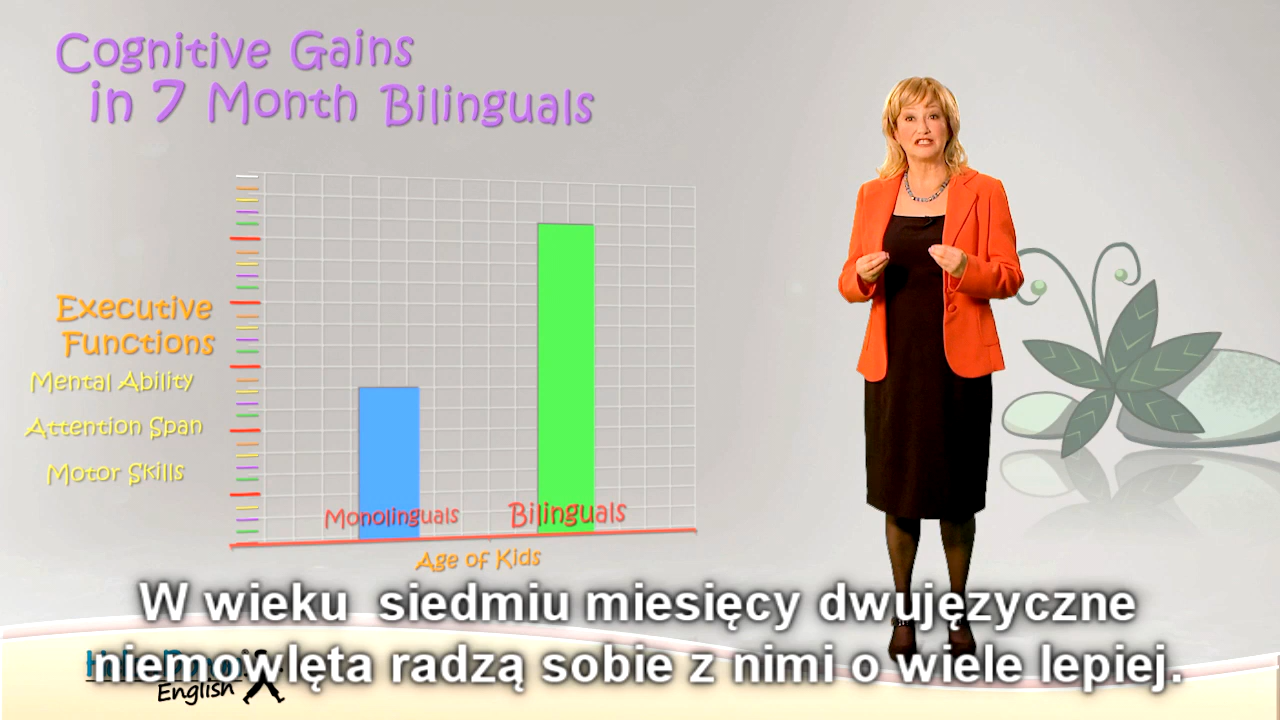 Cognitive Gains
in 7 Month Bilinguals
Executive
Functions
Mental Ability
Attention Span
Motor Skills
Monolinguals
Bilinguals
Age of Kids
W wieku siedmiu miesięcy dwujęzyczne
niemowlęta radzą sobie z nimi o wiele lepiej.
English